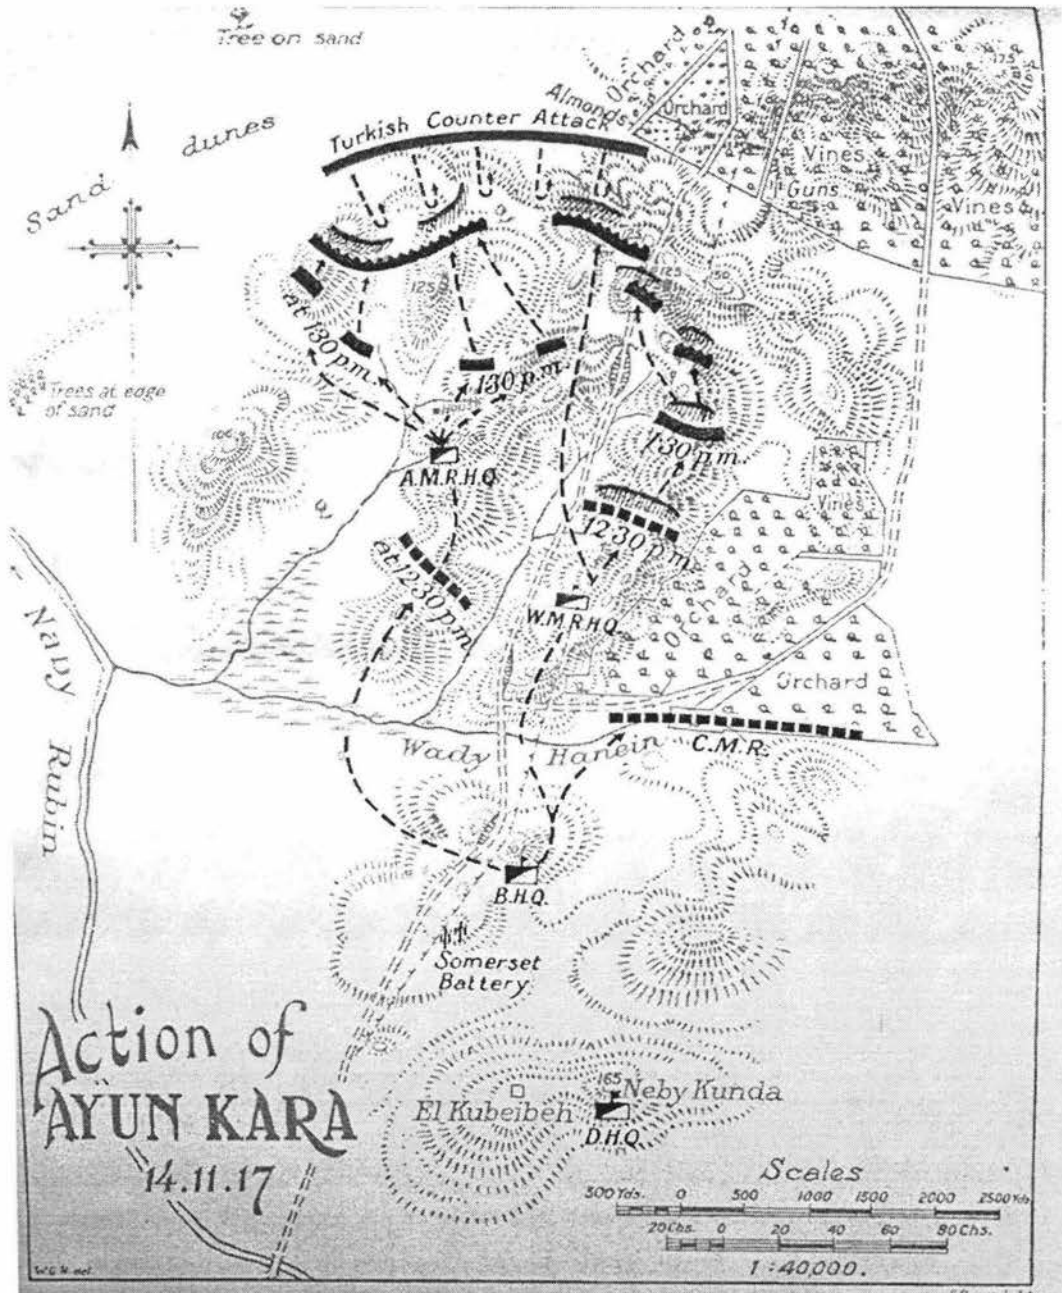 Tree on sand
Sand dunes
Turkish Counter Attack
Almonds
Orchard
Orchard
175
Vines
Guns
Vines
125
125
150
125
at 1·30 p.m.
1·30 p.m.
House
Trees at edge
of sand
100
A.M.R.H.Q.
1·30 p.m.
Vines
12·30 p.m.
at 12·30 p.m.
W.M.R.H.Q.
Orchard
Orchard
C.M.R.
Wady Hanein
Nahy Rubin
B.H.Q.
Somerset
Battery
Action of
AYUN KARA
14.11.17
165
Neby Kunda
El Kubeibeh
D.H.Q.
Scales
500 Yds. 0 500 1000 1500 2000 2500 Yds.
20 Chs. 0 20 40 60 80 Chs.
1:40,000.